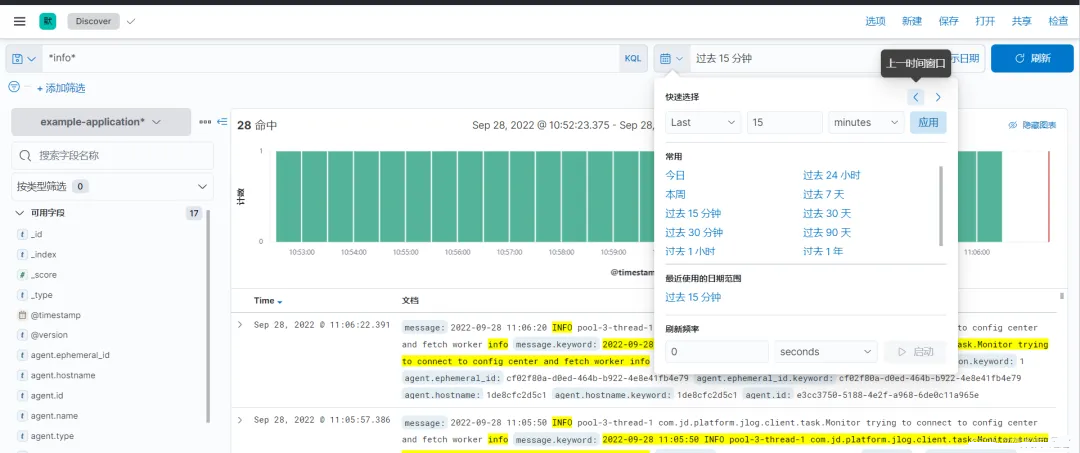 默 Discover 选项 新建 保存 打开 共享 检查
*info* KQL 过去 15 分钟 示日期 刷新
上一时间窗口
+ 添加筛选
快速选择
example-application* 28 命中 Sep 28, 2022 @ 10:52:23.375 - Sep 28, 隐藏图表
Last 15 minutes 应用
搜索字段名称
按类型筛选 0
常用
今日 过去 24 小时
本周 过去 7 天
过去 15 分钟 过去 30 天
过去 30 分钟 过去 90 天
过去 1 小时 过去 1 年
最近使用的日期范围
过去 15 分钟
刷新频率
0 seconds 启动
可用字段 17
t _id
t _index
# _score
t _type
@timestamp
t @version
t agent.ephemeral_id
t agent.hostname
t agent.id
t agent.name
t agent.type
计数
1
0
10:53:00 10:54:00 10:55:00 10:56:00 10:57:00 10:58:00 10:59:00 11:06:00
@timestam
Time 文档
Sep 28, 2022 @ 11:06:22.391 message: 2022-09-28 11:06:20 INFO pool-3-thread-1 to connect to config center
and fetch worker info message.keyword: 2022-09-28 task.Monitor trying
to connect to config center and fetch worker info on.keyword: 1
agent.ephemeral_id: cf02f80a-d0ed-464b-b922-4e8e41fb4e79 agent.ephemeral_id.keyword: cf02f80a-d0ed-464b-b922-4e8e41fb4e79
agent.hostname: 1de8cfc2d5c1 agent.hostname.keyword: 1de8cfc2d5c1 agent.id: e3cc3750-5188-4e2f-a968-6de0c11a965e
Sep 28, 2022 @ 11:05:57.386 message: 2022-09-28 11:05:50 INFO pool-3-thread-1 com.jd.platform.jlog.client.task.Monitor trying to connect to config center
and fetch worker info message.keyword: 2022-09-28 11:05:50 INFO pool-3-thread-1 com.jd.platform.jlog.client.task.Monitor trying